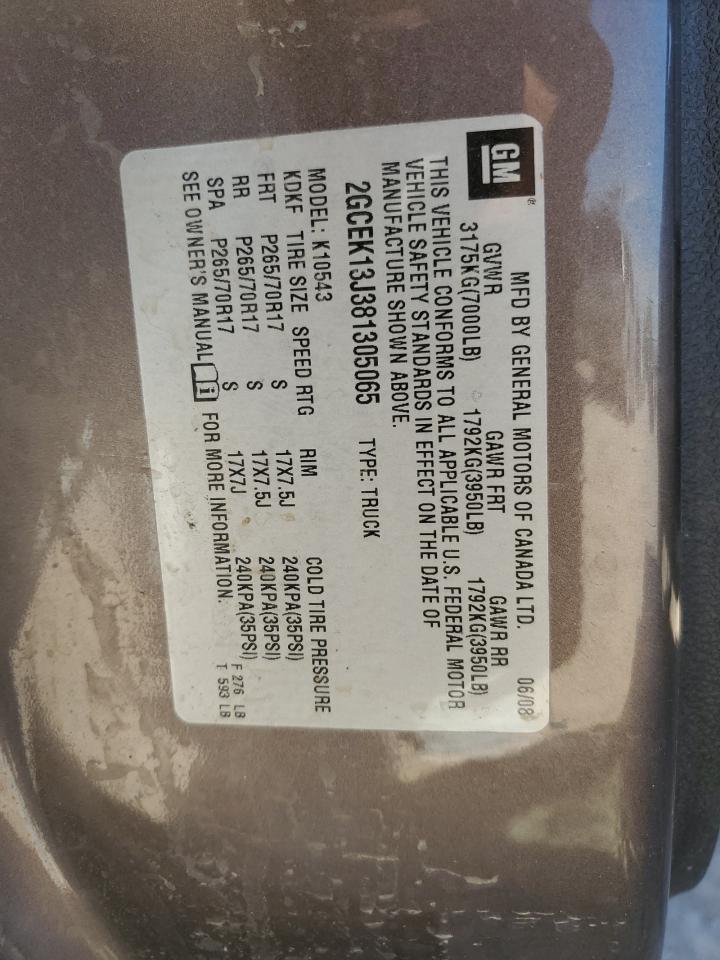 GM®
MFD BY GENERAL MOTORS OF CANADA LTD. 06/08
GVWR GAWR FRT GAWR RR
3175KG(7000LB) 1792KG(3950LB) 1792KG(3950LB)
THIS VEHICLE CONFORMS TO ALL APPLICABLE U.S. FEDERAL MOTOR
VEHICLE SAFETY STANDARDS IN EFFECT ON THE DATE OF
MANUFACTURE SHOWN ABOVE.
2GCEK13J381305065 TYPE: TRUCK
MODEL: K10543
KDKF TIRE SIZE SPEED RTG RIM COLD TIRE PRESSURE
FRT P265/70R17 S 17X7.5J 240KPA(35PSI)
RR P265/70R17 S 17X7.5J 240KPA(35PSI)
SPA P265/70R17 S 17X7J 240KPA(35PSI)
SEE OWNER'S MANUAL FOR MORE INFORMATION.
F 276 LB
T 593 LB